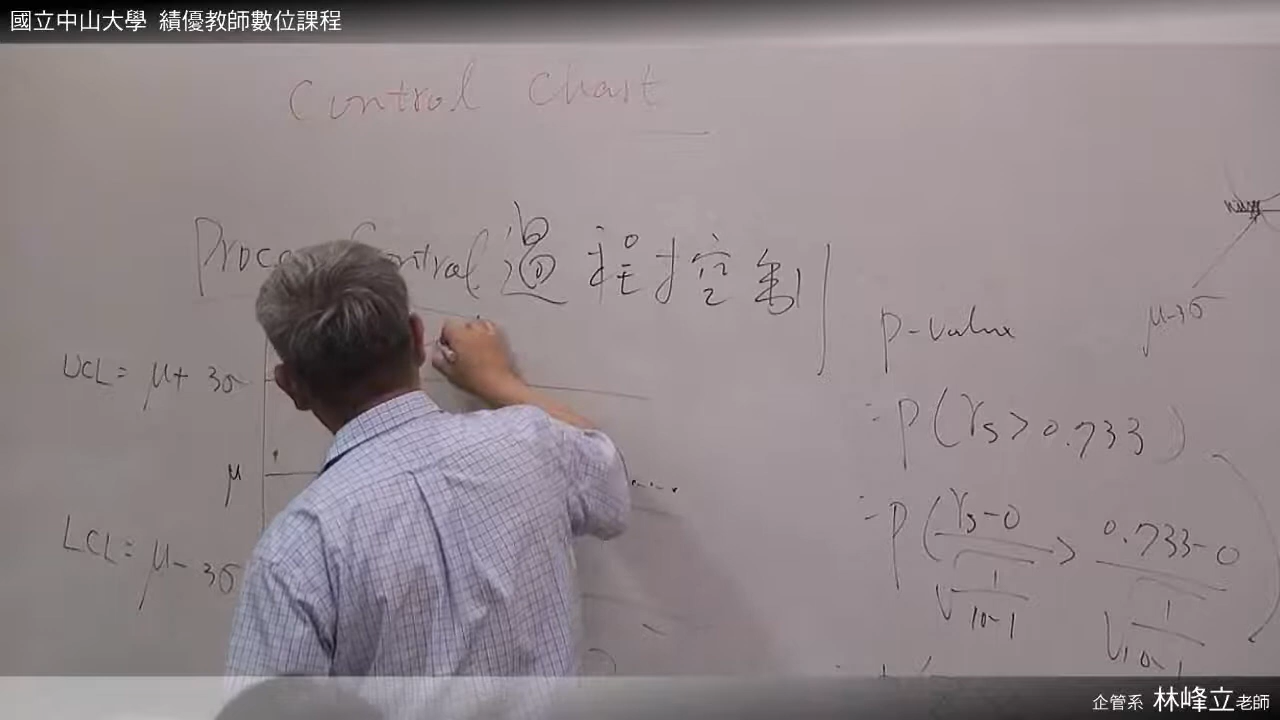 國立中山大學 績優教師數位課程
Control Chart
Process Control 過程控制
UCL = μ + 3σ
μ
LCL = μ - 3σ
μ-3σ
p-value
= P(rs > 0.733)
= P(rs-0 / √1/10-1 > 0.733-0 / √1/10-1
企管系 林峰立老師